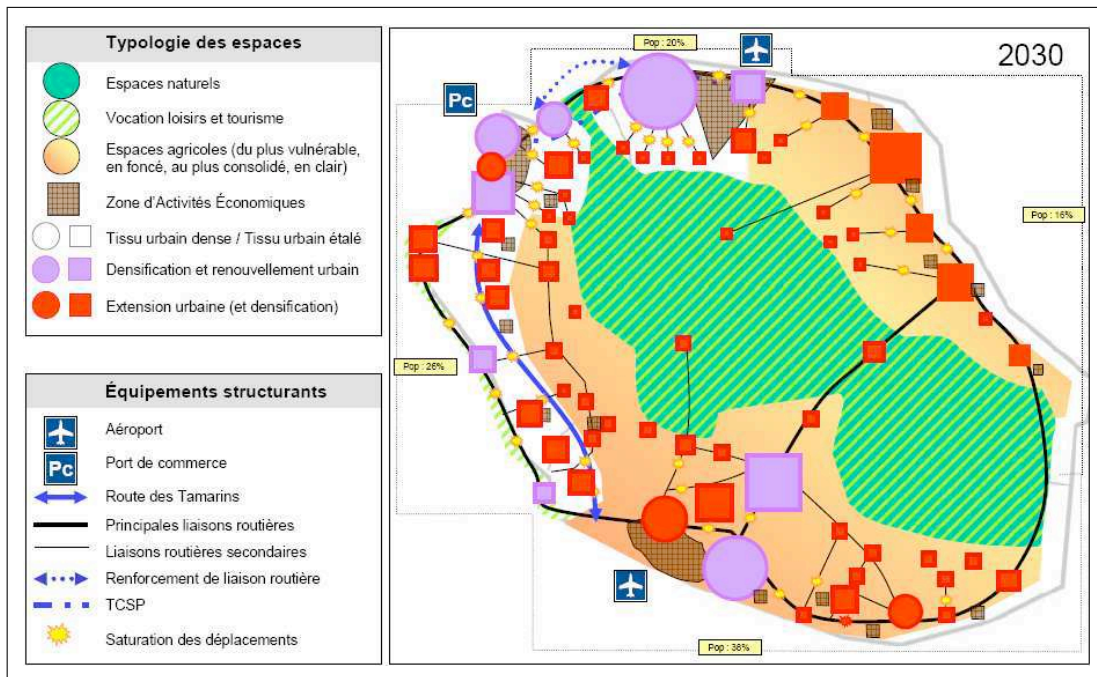 Typologie des espaces
Espaces naturels
Vocation loisirs et tourisme
Espaces agricoles (du plus vulnérable,
en foncé, au plus consolidé, en clair)
Zone d'Activités Économiques
Tissu urbain dense / Tissu urbain étalé
Densification et renouvellement urbain
Extension urbaine (et densification)
Équipements structurants
Aéroport
Pc
Port de commerce
Route des Tamarins
Principales liaisons routières
Liaisons routières secondaires
Renforcement de liaison routière
TCSP
Saturation des déplacements
2030
Pop : 20%
Pc
Pop : 16%
Pop : 26%
Pop : 38%